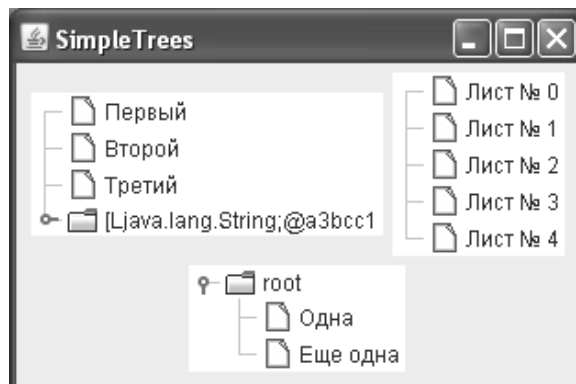 SimpleTrees
Первый
Второй
Третий
[Ljava.lang.String;@a3bcc1
Лист № 0
Лист № 1
Лист № 2
Лист № 3
Лист № 4
root
Одна
Еще одна